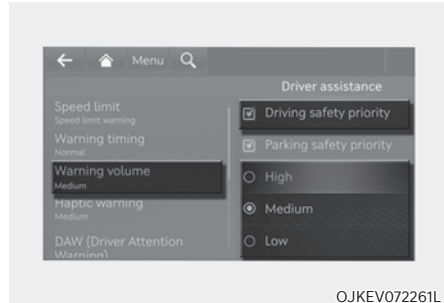 Menu
Driver assistance
Speed limit
Speed limit warning
Warning timing
Normal
Warning volume
Medium
Haptic warning
Medium
DAW (Driver Attention
Warning)
Driving safety priority
Parking safety priority
High
Medium
Low
OJKEV072261L